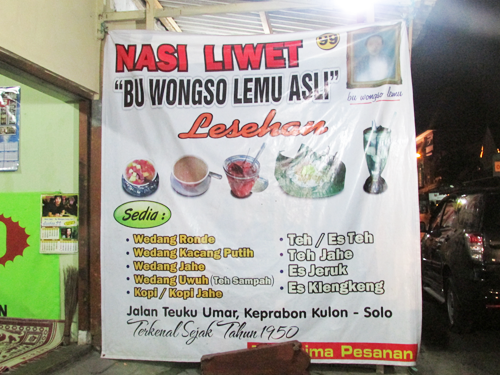 NASI LIWET
99
"BU WONGSO LEMU ASLI"
bu wongso lemu
Lesehan
Sedia :
• Wedang Ronde
• Wedang Kacang Putih
• Wedang Jahe
• Wedang Uwuh (Teh Sampah)
• Kopi / Kopi Jahe
• Teh / Es Teh
• Teh Jahe
• Es Jeruk
• Es Klengkeng
Jalan Teuku Umar, Keprabon Kulon - Solo
Terkenal Sejak Tahun 1950
ima Pesanan